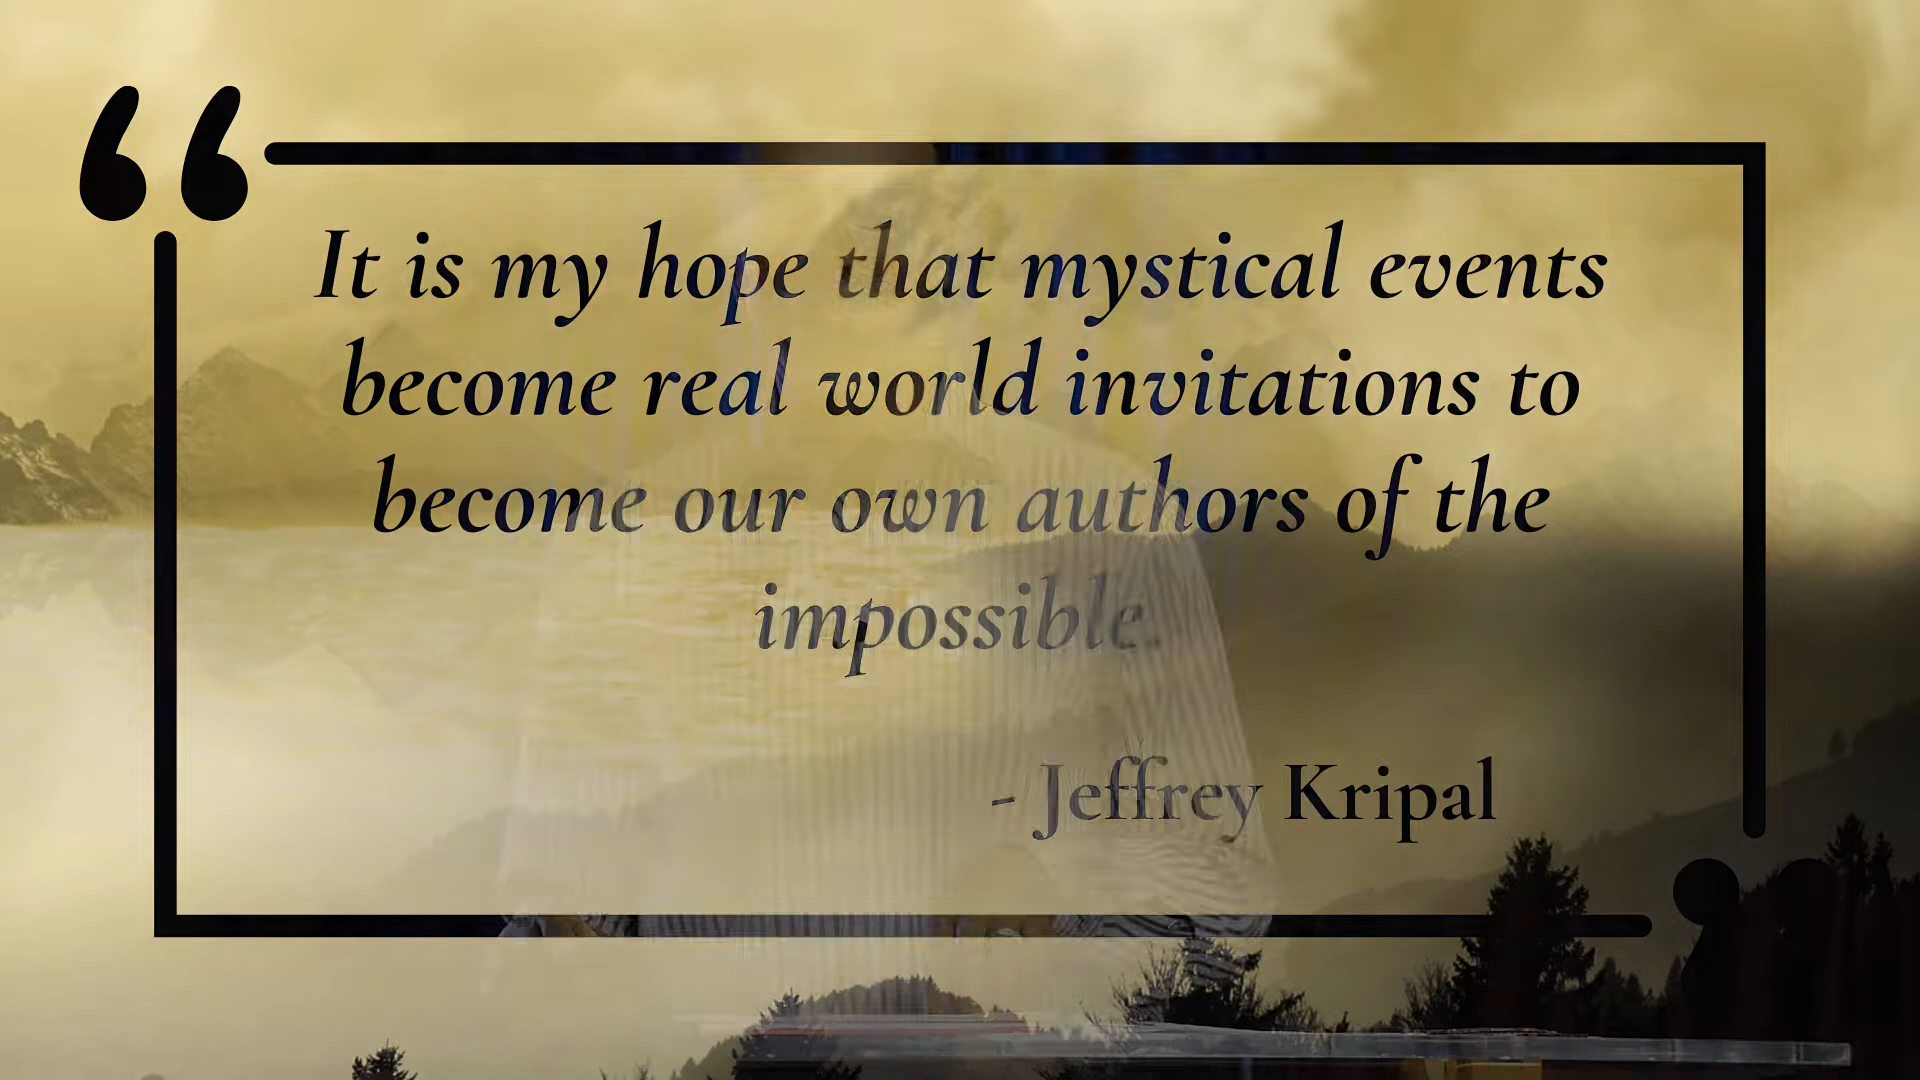 It is my hope that mystical events
become real world invitations to
become our own authors of the
impossible.
- Jeffrey Kripal